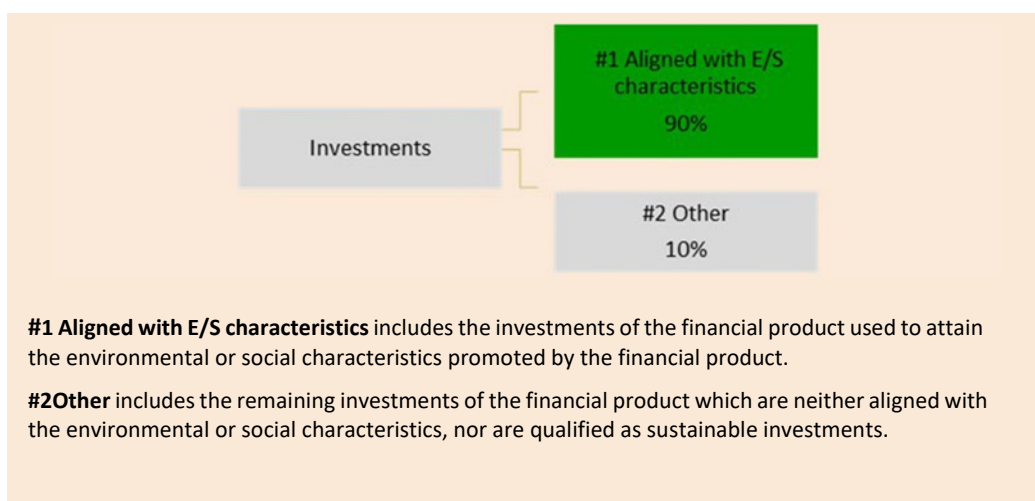 #1 Aligned with E/S
characteristics
90%
Investments
#2 Other
10%
#1 Aligned with E/S characteristics includes the investments of the financial product used to attain
the environmental or social characteristics promoted by the financial product.
#2Other includes the remaining investments of the financial product which are neither aligned with
the environmental or social characteristics, nor are qualified as sustainable investments.